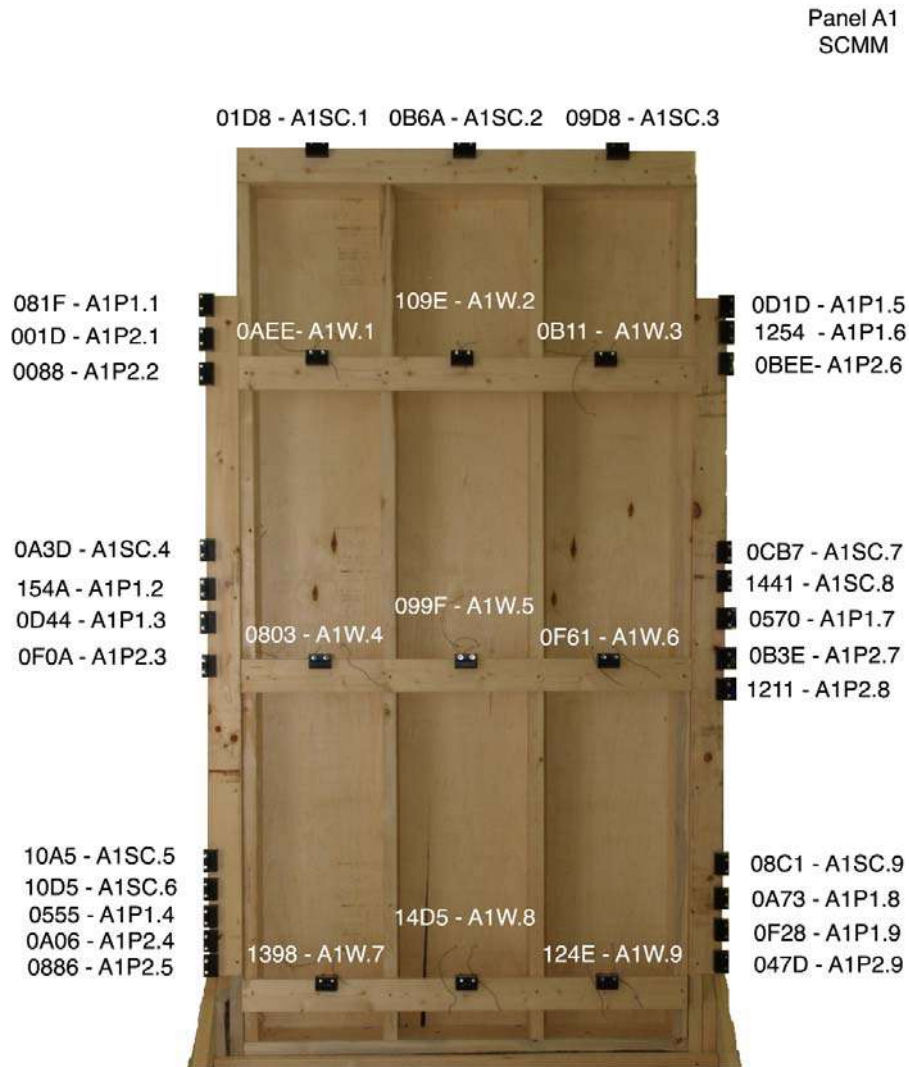 Panel A1
SCMM
01D8 - A1SC.1 0B6A - A1SC.2 09D8 - A1SC.3
081F - A1P1.1
001D - A1P2.1
0088 - A1P2.2
109E - A1W.2
0AEE- A1W.1
0B11 - A1W.3
0D1D - A1P1.5
1254 - A1P1.6
0BEE- A1P2.6
0A3D - A1SC.4
154A - A1P1.2
0D44 - A1P1.3
0F0A - A1P2.3
099F - A1W.5
0803 - A1W.4
0F61 - A1W.6
0CB7 - A1SC.7
1441 - A1SC.8
0570 - A1P1.7
0B3E - A1P2.7
1211 - A1P2.8
10A5 - A1SC.5
10D5 - A1SC.6
0555 - A1P1.4
0A06 - A1P2.4
0886 - A1P2.5
14D5 - A1W.8
1398 - A1W.7
124E - A1W.9
08C1 - A1SC.9
0A73 - A1P1.8
0F28 - A1P1.9
047D - A1P2.9